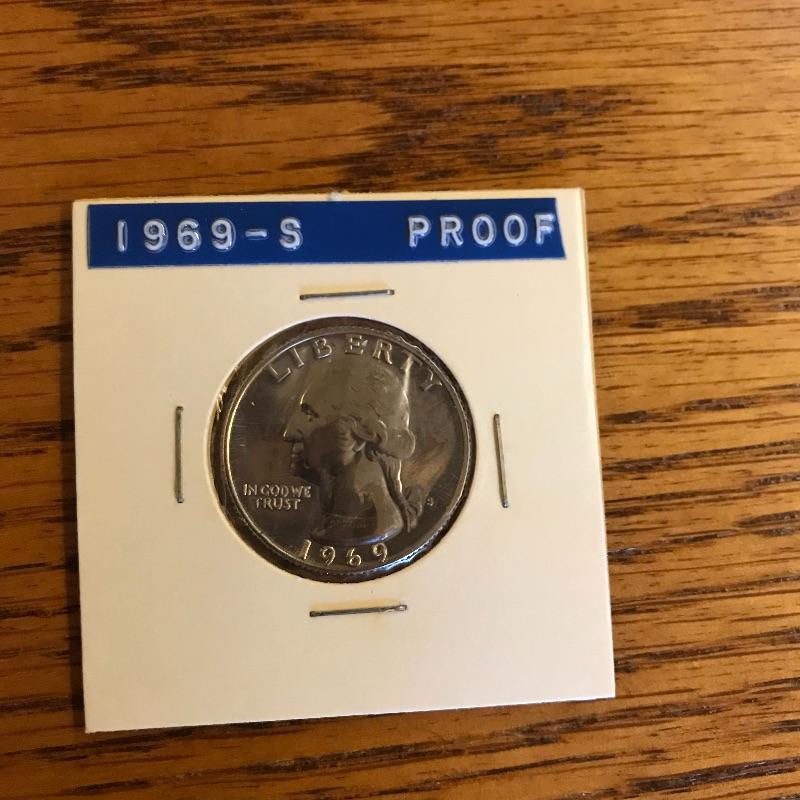 1969-S PROOF
LIBERTY
IN GOD WE
TRUST
S
1969